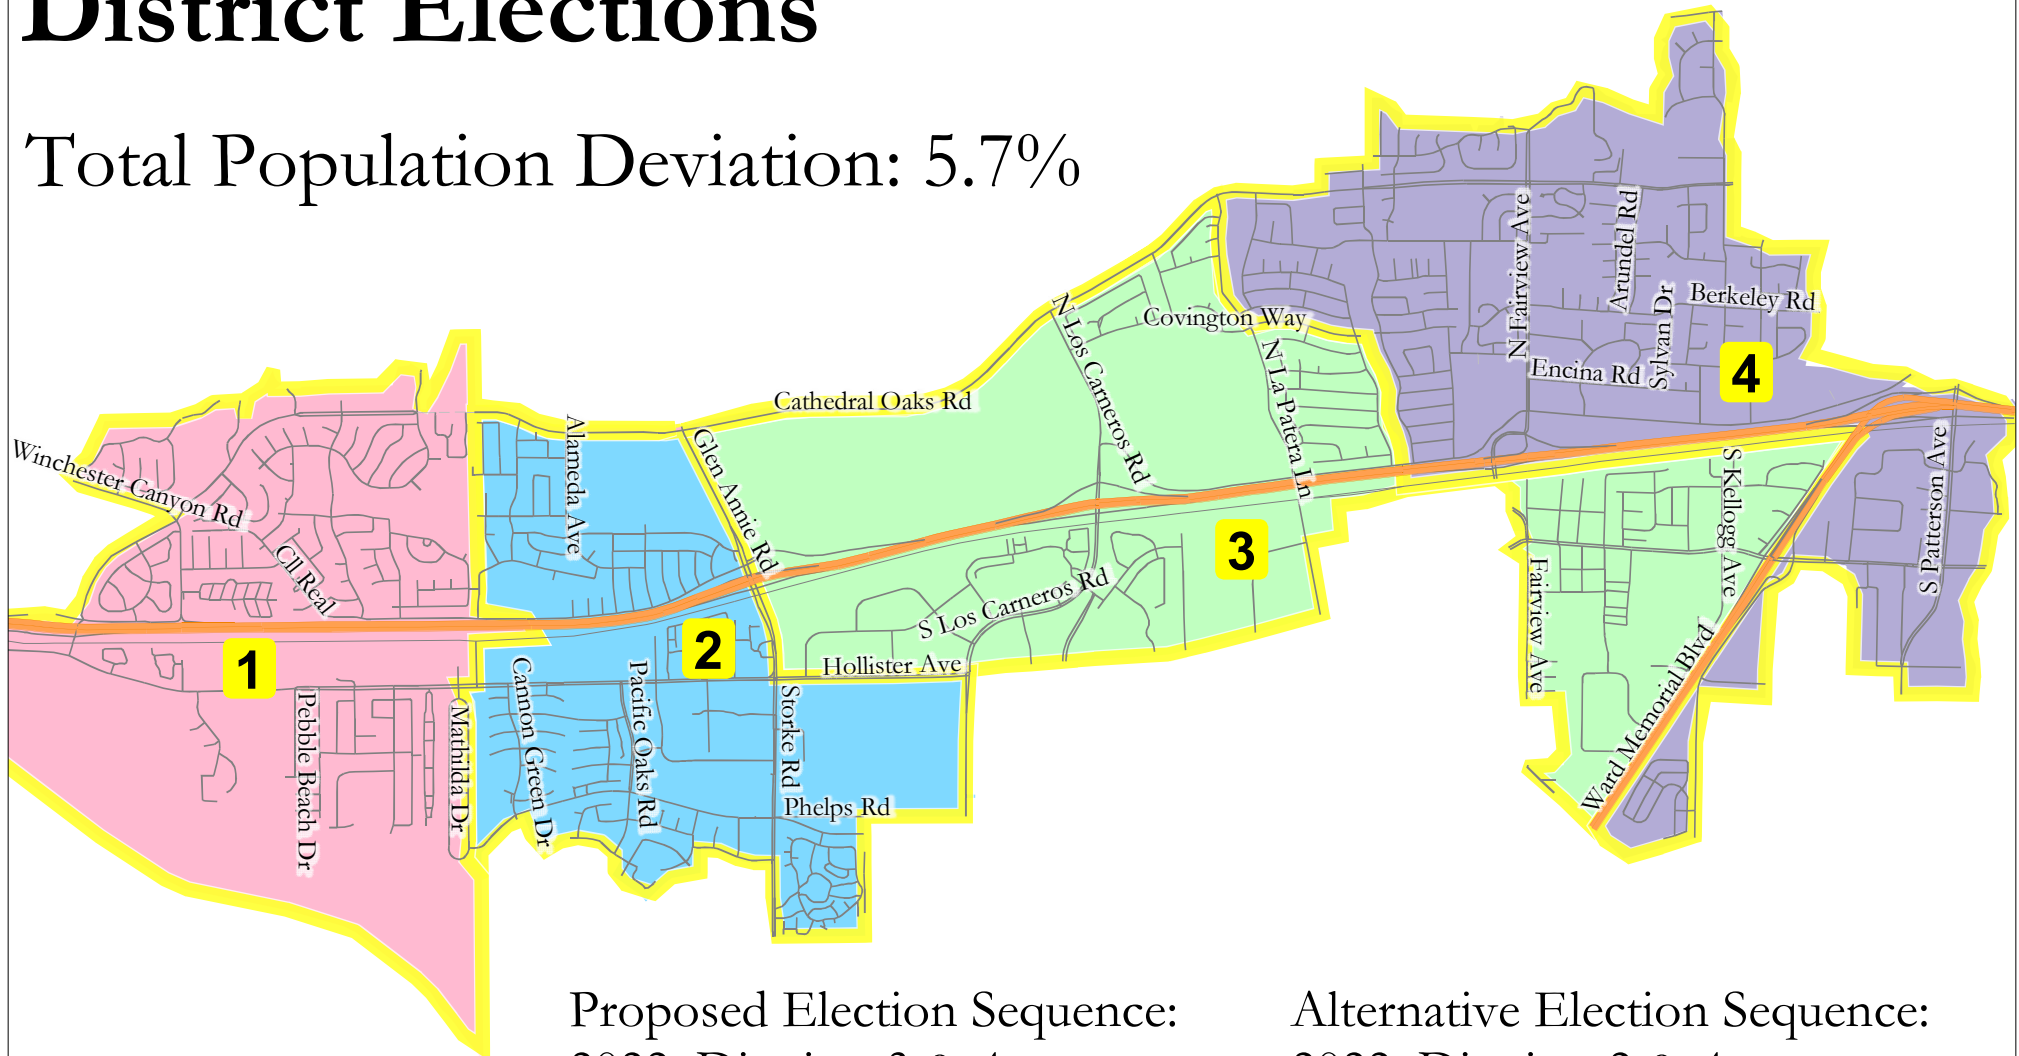 District Elections
Total Population Deviation: 5.7%
N Fairview Ave
Arundel Rd
Sylvan Dr
Berkeley Rd
Encina Rd
4
Covington Way
N Los Carneros Rd
N La Patera Ln
Cathedral Oaks Rd
Glen Annie Rd
Alameda Ave
Winchester Canyon Rd
Cll Real
S Kellogg Ave
S Patterson Ave
3
S Los Carneros Rd
Fairview Ave
Ward Memorial Blvd
1
2
Hollister Ave
Cannon Green Dr
Pacific Oaks Rd
Storke Rd
Pebble Beach Dr
Mathilda Dr
Phelps Rd
Proposed Election Sequence:
Alternative Election Sequence: